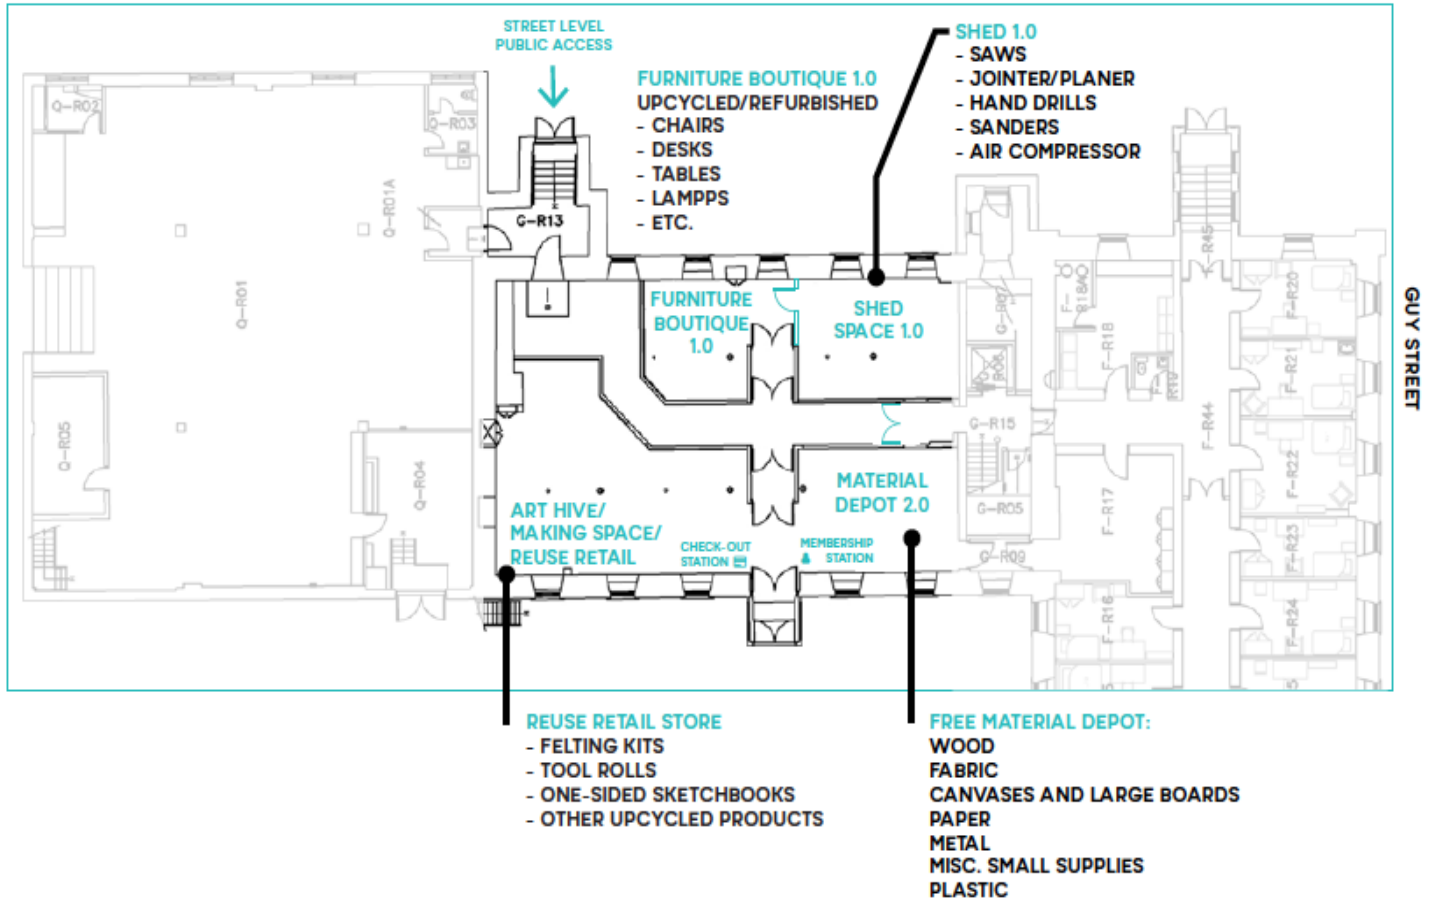 STREET LEVEL
PUBLIC ACCESS
FURNITURE BOUTIQUE 1.0
UPCYCLED/REFURBISHED
- CHAIRS
- DESKS
- TABLES
- LAMPPS
- ETC.
SHED 1.0
- SAWS
- JOINTER/PLANER
- HAND DRILLS
- SANDERS
- AIR COMPRESSOR
Q-R02
Q-R03
Q-R01A
Q-R01
Q-R05
Q-R04
G-R13
FURNITURE
BOUTIQUE
1.0
SHED
SPACE 1.0
G-R07
R06
G-R15
G-R05
G-R09
F-
R18A
F-R18
F-R19
F-R17
F-R16
F-R45
F-R44
F-R20
F-R21
F-R22
F-R23
F-R24
GUY STREET
ART HIVE/
MAKING SPACE/
REUSE RETAIL
CHECK-OUT
STATION
MEMBERSHIP
STATION
MATERIAL
DEPOT 2.0
REUSE RETAIL STORE
- FELTING KITS
- TOOL ROLLS
- ONE-SIDED SKETCHBOOKS
- OTHER UPCYCLED PRODUCTS
FREE MATERIAL DEPOT:
WOOD
FABRIC
CANVASES AND LARGE BOARDS
PAPER
METAL
MISC. SMALL SUPPLIES
PLASTIC